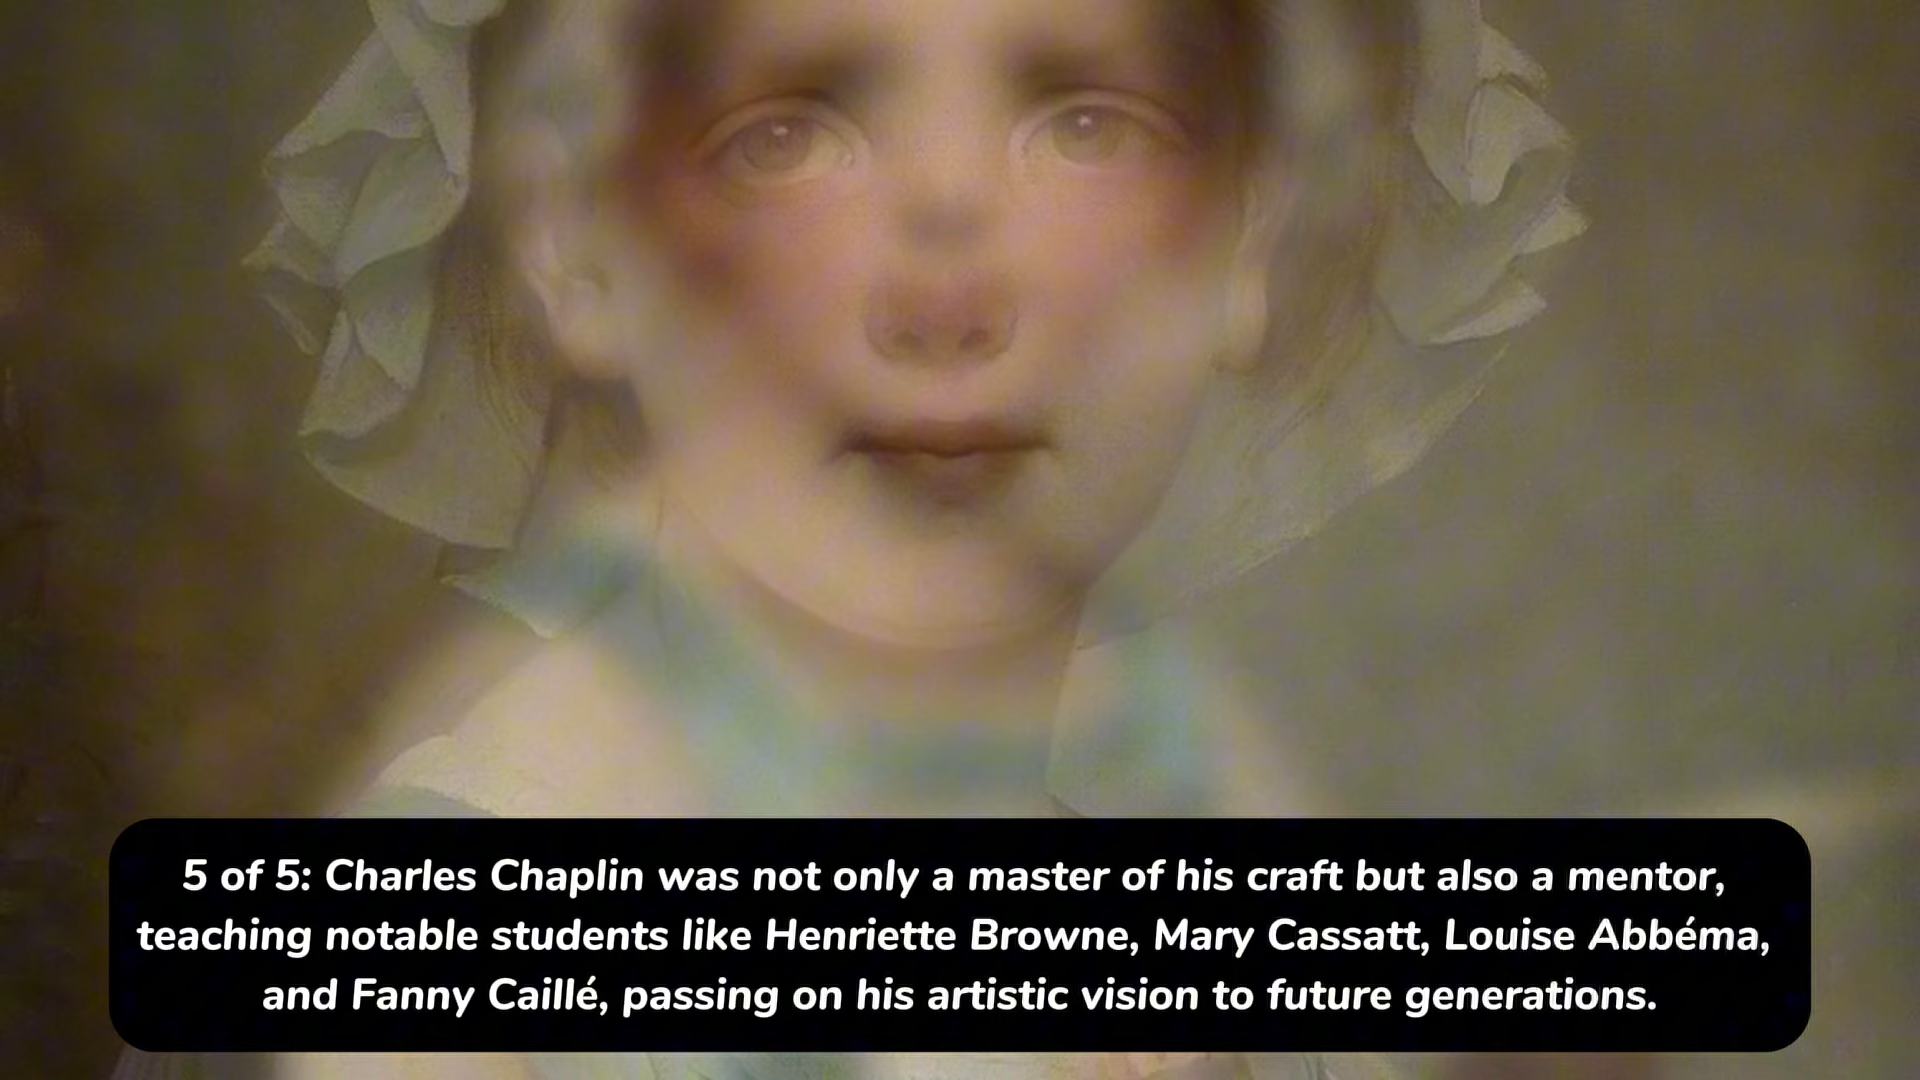 5 of 5: Charles Chaplin was not only a master of his craft but also a mentor,
teaching notable students like Henriette Browne, Mary Cassatt, Louise Abbéma,
and Fanny Caillé, passing on his artistic vision to future generations.